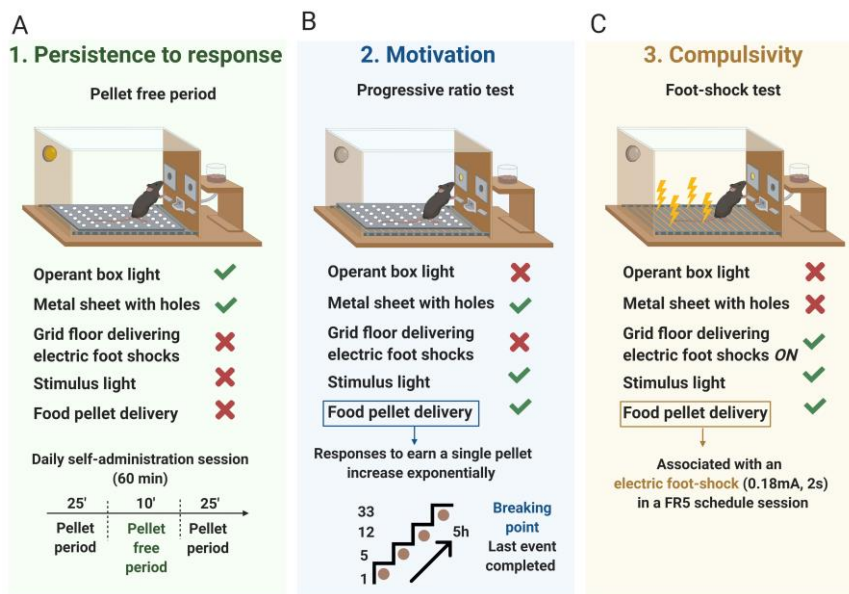 A
1. Persistence to response
Pellet free period
Operant box light
Metal sheet with holes
Grid floor delivering
electric foot shocks
Stimulus light
Food pellet delivery
Daily self-administration session
(60 min)
25' 10' 25'
Pellet period Pellet free period Pellet period
B
2. Motivation
Progressive ratio test
Operant box light
Metal sheet with holes
Grid floor delivering
electric foot shocks
Stimulus light
Food pellet delivery
Responses to earn a single pellet
increase exponentially
33
12
5
1
5h
Breaking
point
Last event
completed
C
3. Compulsivity
Foot-shock test
Operant box light
Metal sheet with holes
Grid floor delivering
electric foot shocks ON
Stimulus light
Food pellet delivery
Associated with an
electric foot-shock (0.18mA, 2s)
in a FR5 schedule session